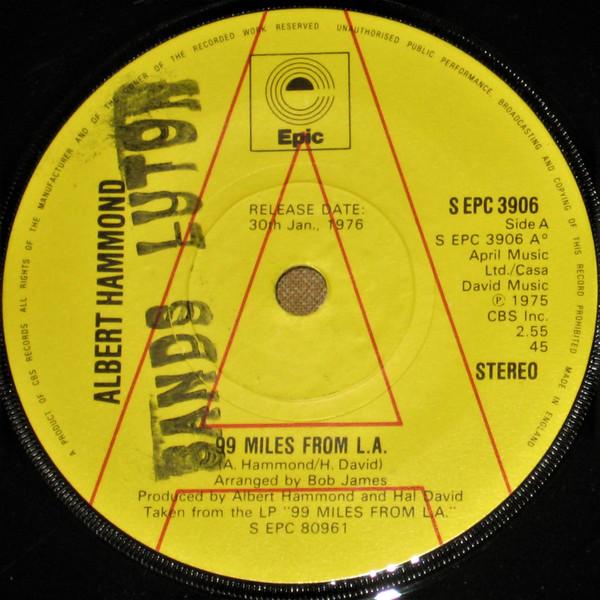 A PRODUCT OF CBS RECORDS ALL RIGHTS OF THE MANUFACTURER AND OF THE OWNER OF THE RECORDED WORK RESERVED UNAUTHORISED PUBLIC PERFORMANCE, BROADCASTING AND COPYING OF THIS RECORD PROHIBITED MADE IN ENGLAND
Epic
A
RELEASE DATE:
30th Jan., 1976
ALBERT HAMMOND
BANDS LUTON
S EPC 3906
Side A
S EPC 3906 A°
April Music
Ltd./Casa
David Music
℗ 1975
CBS Inc.
2.55
45
STEREO
99 MILES FROM L.A.
(A. Hammond/H. David)
Arranged by Bob James
Produced by Albert Hammond and Hal David
Taken from the LP "99 MILES FROM L.A."
S EPC 80961